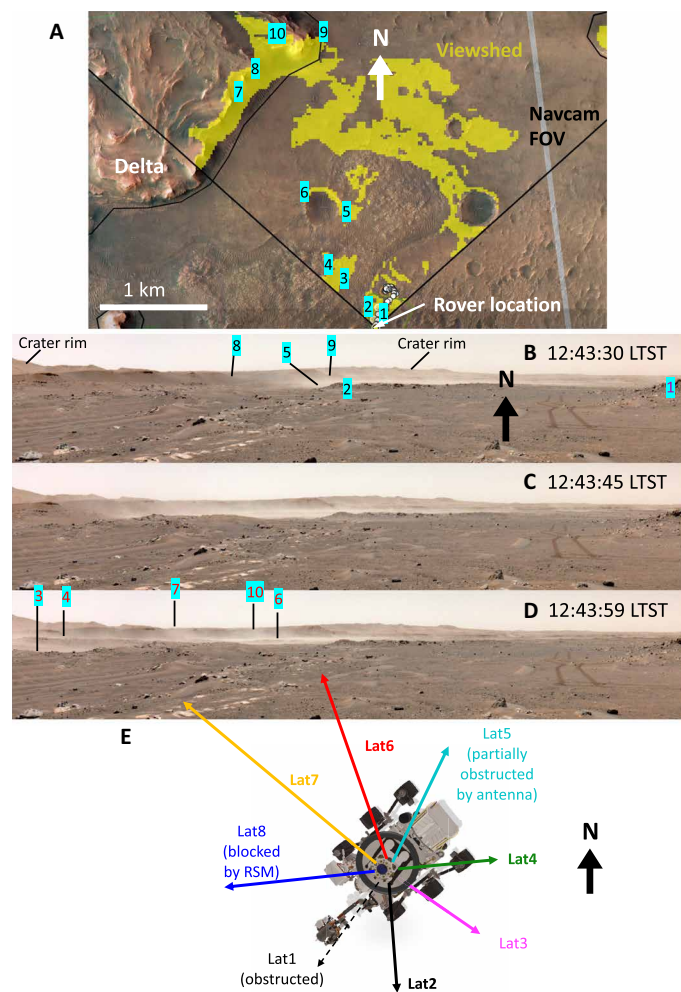 A
10
9
N
Viewshed
8
7
Navcam
FOV
Delta
6
5
4
3
1 km
2
1
Rover location
Crater rim
8
5
9
Crater rim
B 12:43:30 LTST
2
N
1
C 12:43:45 LTST
3
4
7
10
6
D 12:43:59 LTST
E
Lat5
(partially
obstructed
by antenna)
Lat6
Lat7
Lat8
(blocked
by RSM)
N
Lat4
Lat3
Lat1
(obstructed)
Lat2